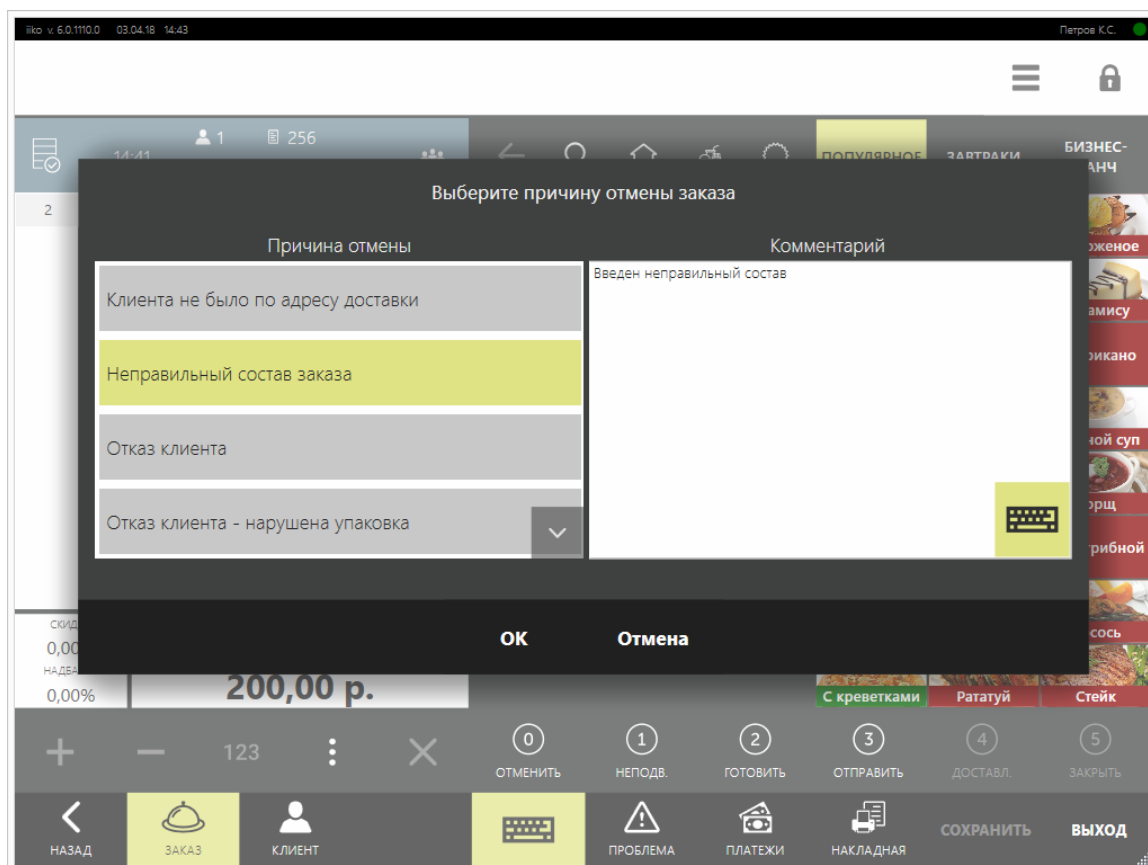 iiko v. 6.0.1110.0 03.04.18 14:43 Петров К.С.
1 256
14:41
ПОПУЛЯРНОЕ ЗАВТРАКИ БИЗНЕС-
2
Выберите причину отмены заказа
Причина отмены Комментарий
Клиента не было по адресу доставки
Неправильный состав заказа
Отказ клиента
Отказ клиента - нарушена упаковка
Введен неправильный состав
ОК Отмена
0,00%
200,00 р.
С креветками Рататуй Стейк
123
0 1 2 3 4 5
ОТМЕНИТЬ НЕПОДВ. ГОТОВИТЬ ОТПРАВИТЬ ДОСТАВЛ. ЗАКРЫТЬ
НАЗАД ЗАКАЗ КЛИЕНТ ПРОБЛЕМА ПЛАТЕЖИ НАКЛАДНАЯ СОХРАНИТЬ ВЫХОД